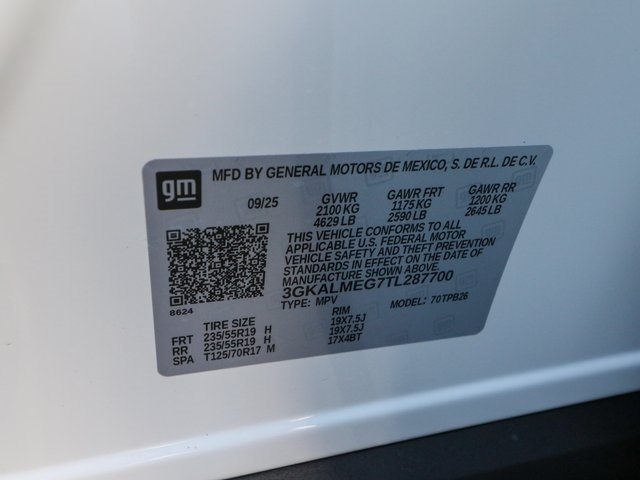 gm
MFD BY GENERAL MOTORS DE MEXICO, S. DE R.L. DE C.V.
09/25 GVWR GAWR FRT GAWR RR
2100 KG 1175 KG 1200 KG
4629 LB 2590 LB 2645 LB
THIS VEHICLE CONFORMS TO ALL
APPLICABLE U.S. FEDERAL MOTOR
VEHICLE SAFETY AND THEFT
PREVENTION STANDARDS IN EFFECT ON THE DATE OF
MANUFACTURE SHOWN ABOVE.
3GKALMEG7TL287700
TYPE: MPV MODEL: 70TPB26
8624
TIRE SIZE RIM
FRT 235/55R19 H 19X7.5J
RR 235/55R19 H 19X7.5J
SPA T125/70R17 M 17X4BT